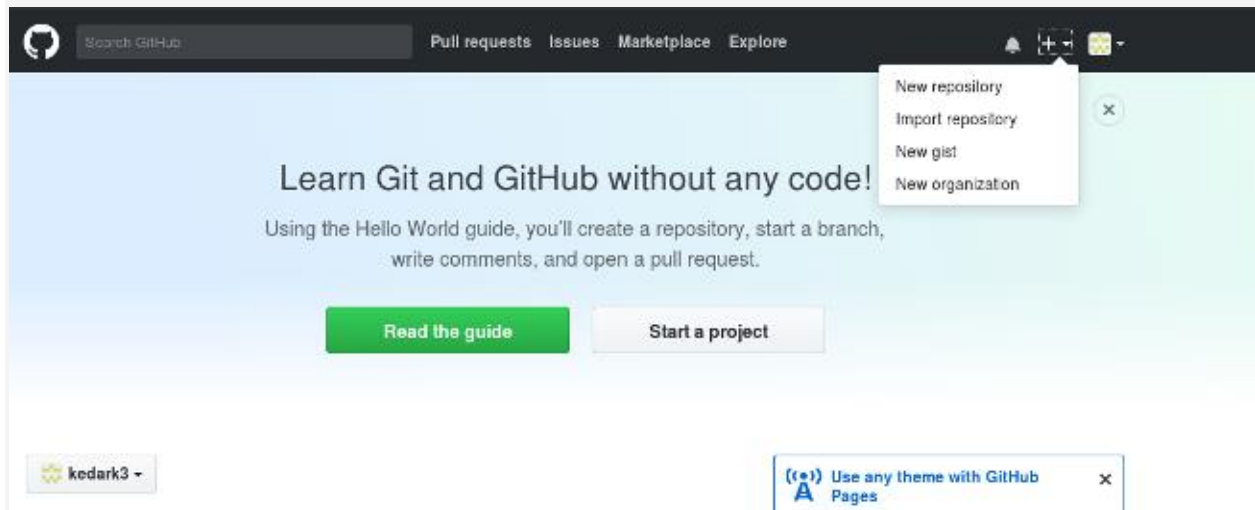 Search GitHub
Pull requests Issues Marketplace Explore
New repository
Import repository
New gist
New organization
Learn Git and GitHub without any code!
Using the Hello World guide, you'll create a repository, start a branch,
write comments, and open a pull request.
Read the guide
Start a project
kedark3
Use any theme with GitHub
Pages